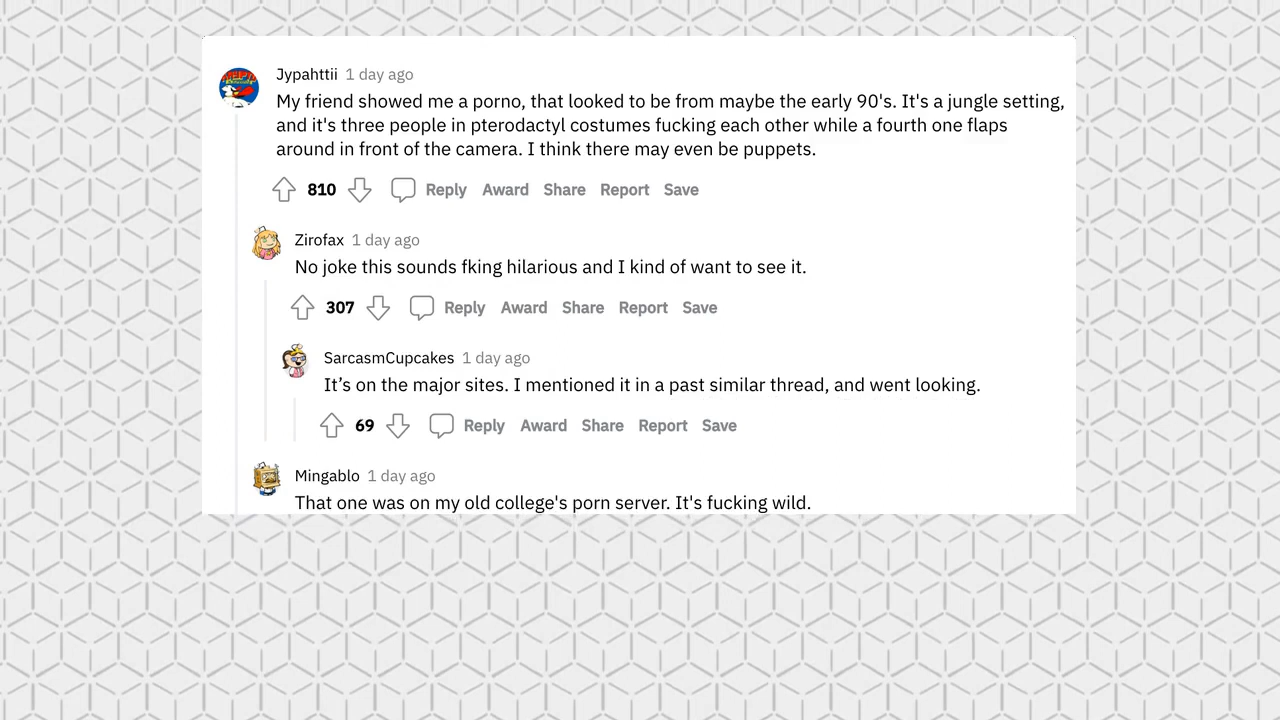 Jypahttii 1 day ago
My friend showed me a porno, that looked to be from maybe the early 90's. It's a jungle setting,
and it's three people in pterodactyl costumes fucking each other while a fourth one flaps
around in front of the camera. I think there may even be puppets.
810 Reply Award Share Report Save
Zirofax 1 day ago
No joke this sounds fking hilarious and I kind of want to see it.
307 Reply Award Share Report Save
SarcasmCupcakes 1 day ago
It’s on the major sites. I mentioned it in a past similar thread, and went looking.
69 Reply Award Share Report Save
Mingablo 1 day ago
That one was on my old college's porn server. It's fucking wild.